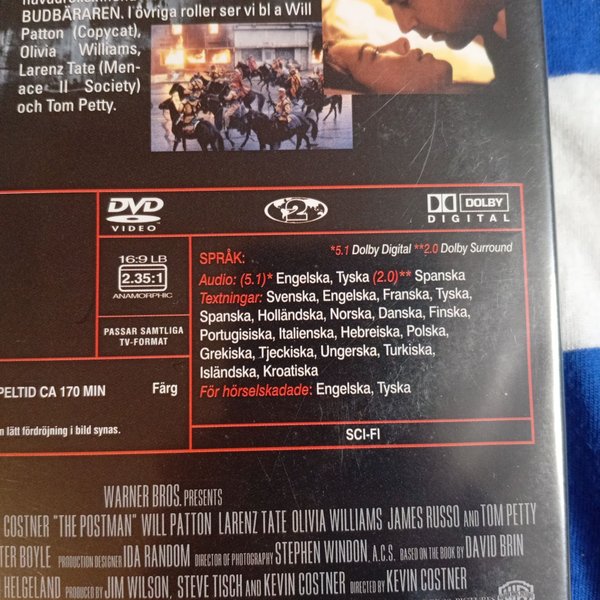 BUDBÄRAREN. I övriga roller ser vi bl a Will
Patton (Copycat),
Olivia Williams,
Larenz Tate (Men-
ace II Society)
och Tom Petty.
DVD
VIDEO
2
DOLBY
DIGITAL
16:9 LB
2.35:1
ANAMORPHIC
PASSAR SAMTLIGA
TV-FORMAT
SPRÅK: *5.1 Dolby Digital **2.0 Dolby Surround
Audio: (5.1)* Engelska, Tyska (2.0)** Spanska
Textningar: Svenska, Engelska, Franska, Tyska,
Spanska, Holländska, Norska, Danska, Finska,
Portugisiska, Italienska, Hebreiska, Polska,
Grekiska, Tjeckiska, Ungerska, Turkiska,
Isländska, Kroatiska
För hörselskadade: Engelska, Tyska
PELTID CA 170 MIN Färg
n lätt fördröjning i bild synas.
SCI-FI
WARNER BROS. PRESENTS
COSTNER "THE POSTMAN" WILL PATTON LARENZ TATE OLIVIA WILLIAMS JAMES RUSSO AND TOM PETTY
TER BOYLE PRODUCTION DESIGNER IDA RANDOM DIRECTOR OF PHOTOGRAPHY STEPHEN WINDON, A.C.S. BASED ON THE BOOK BY DAVID BRIN
HELGELAND PRODUCED BY JIM WILSON, STEVE TISCH AND KEVIN COSTNER DIRECTED BY KEVIN COSTNER